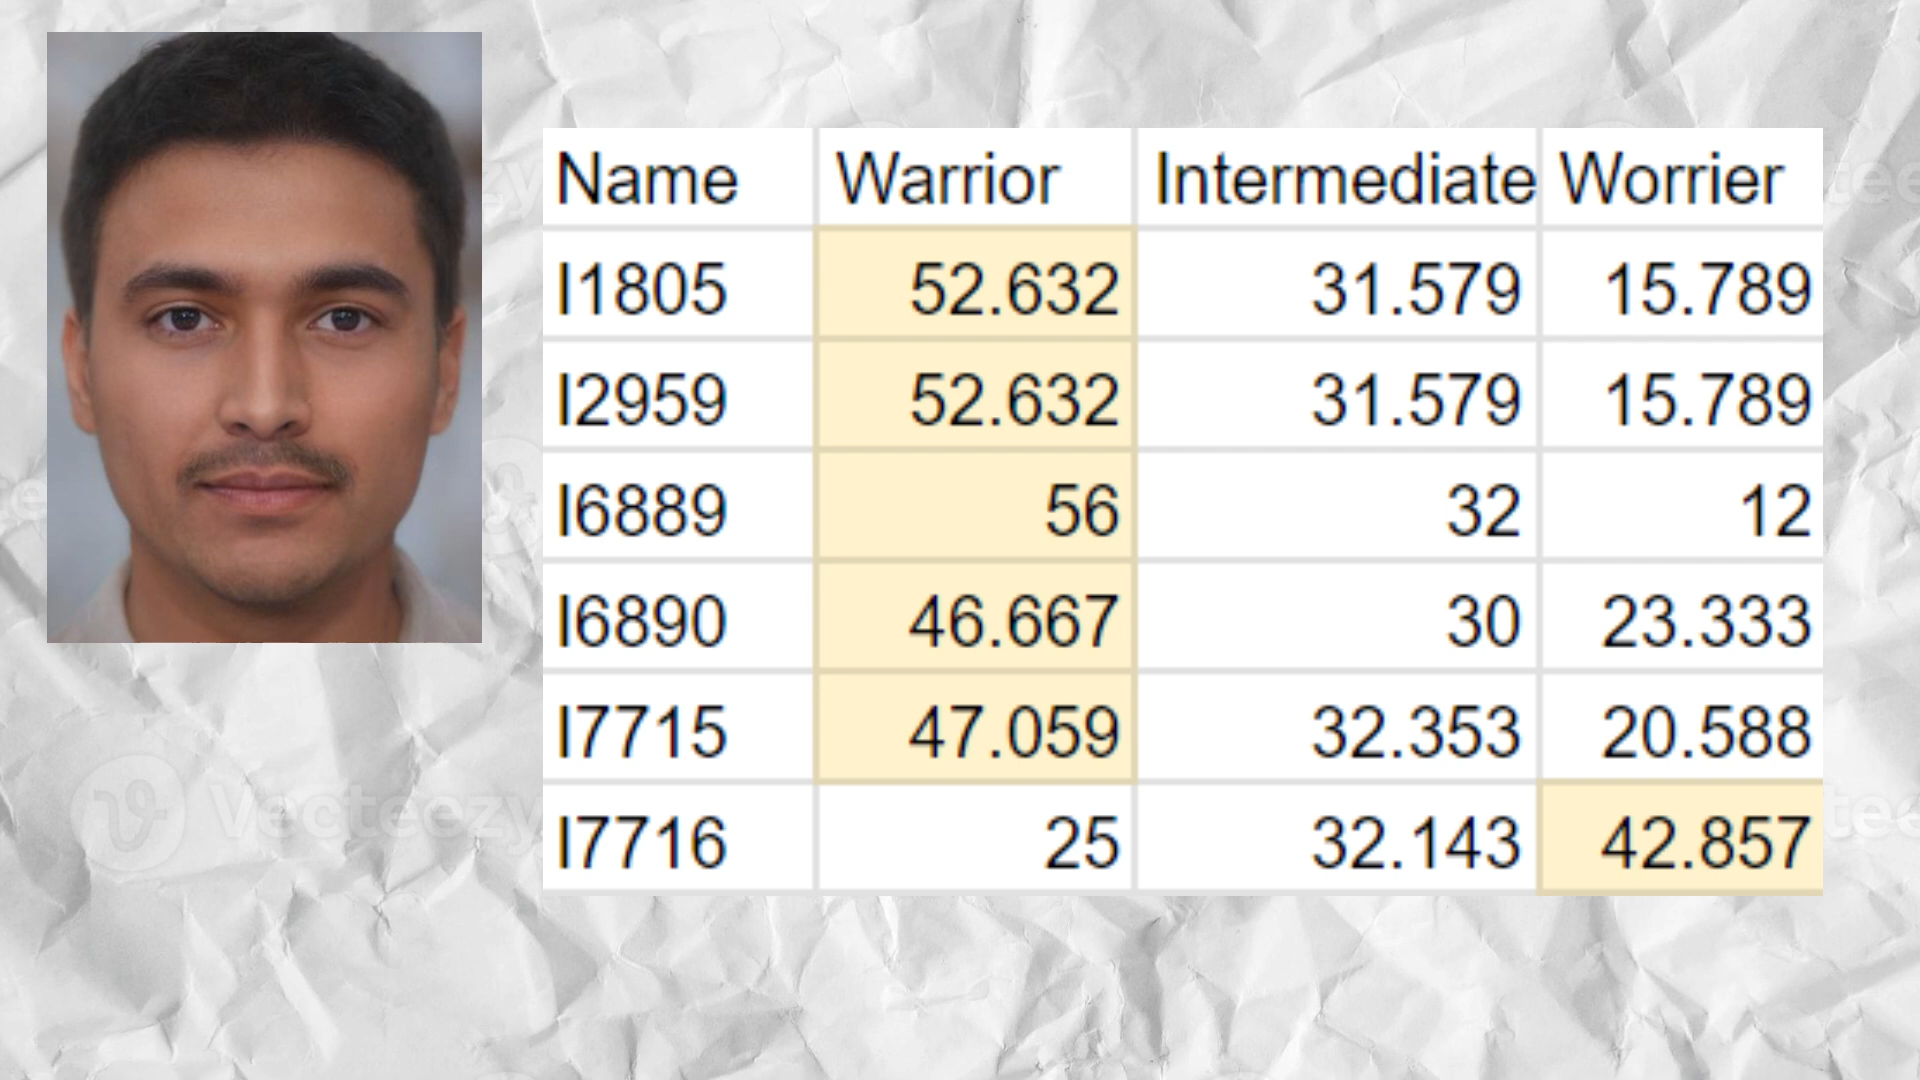 Name Warrior Intermediate Worrier
I1805 52.632 31.579 15.789
I2959 52.632 31.579 15.789
I6889 56 32 12
I6890 46.667 30 23.333
I7715 47.059 32.353 20.588
I7716 25 32.143 42.857
Vecteezy